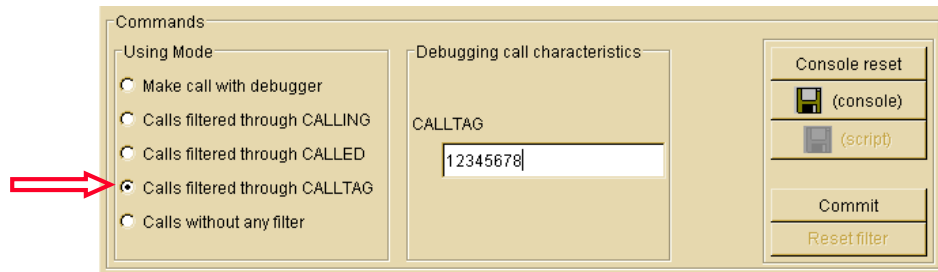 Commands
Using Mode
Make call with debugger
Calls filtered through CALLING
Calls filtered through CALLED
Calls filtered through CALLTAG
Calls without any filter
Debugging call characteristics
CALLTAG
12345678
Console reset
(console)
(script)
Commit
Reset filter